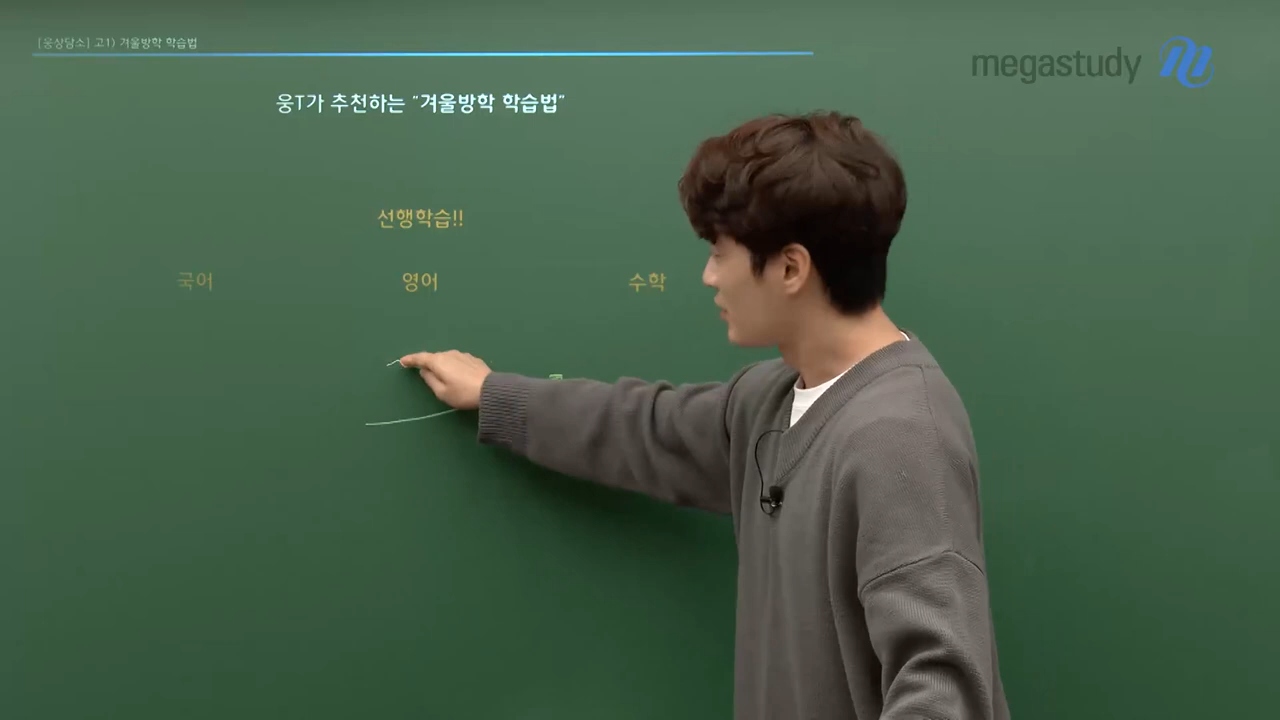 [웅상담소] 고1) 겨울방학 학습법
megastudy
웅T가 추천하는 "겨울방학 학습법"
선행학습!!
국어 영어 수학